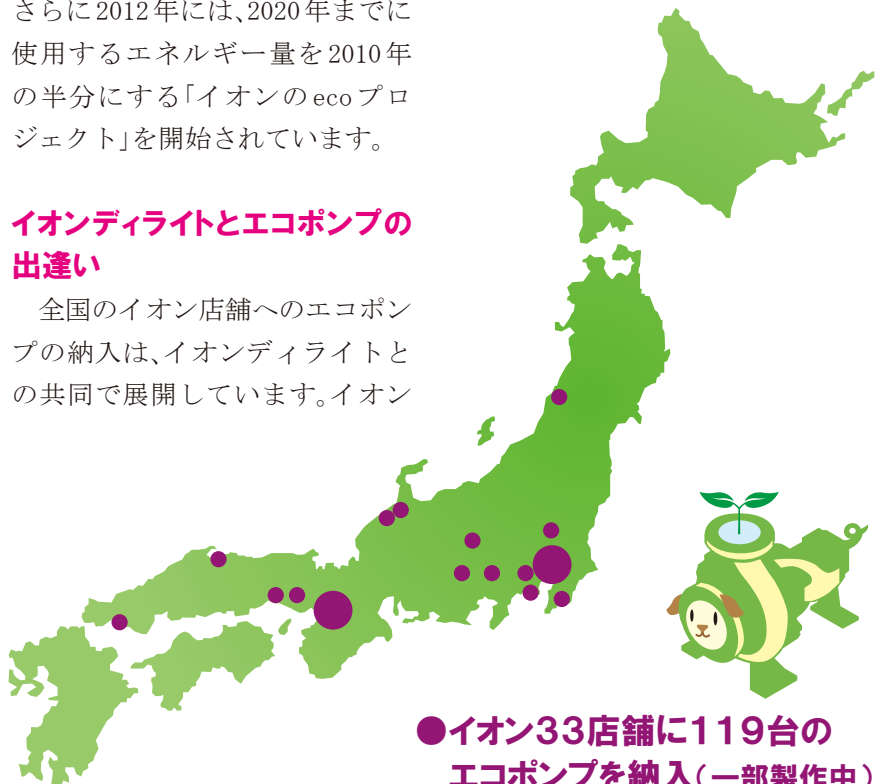 さらに2012年には、2020年までに
使用するエネルギー量を2010年
の半分にする「イオンのecoプロ
ジェクト」を開始されています。
イオンディライトとエコポンプの
出逢い
全国のイオン店舗へのエコポン
プの納入は、イオンディライトと
の共同で展開しています。イオン
●イオン33店舗に119台の
エコポンプを納入(一部製作中)